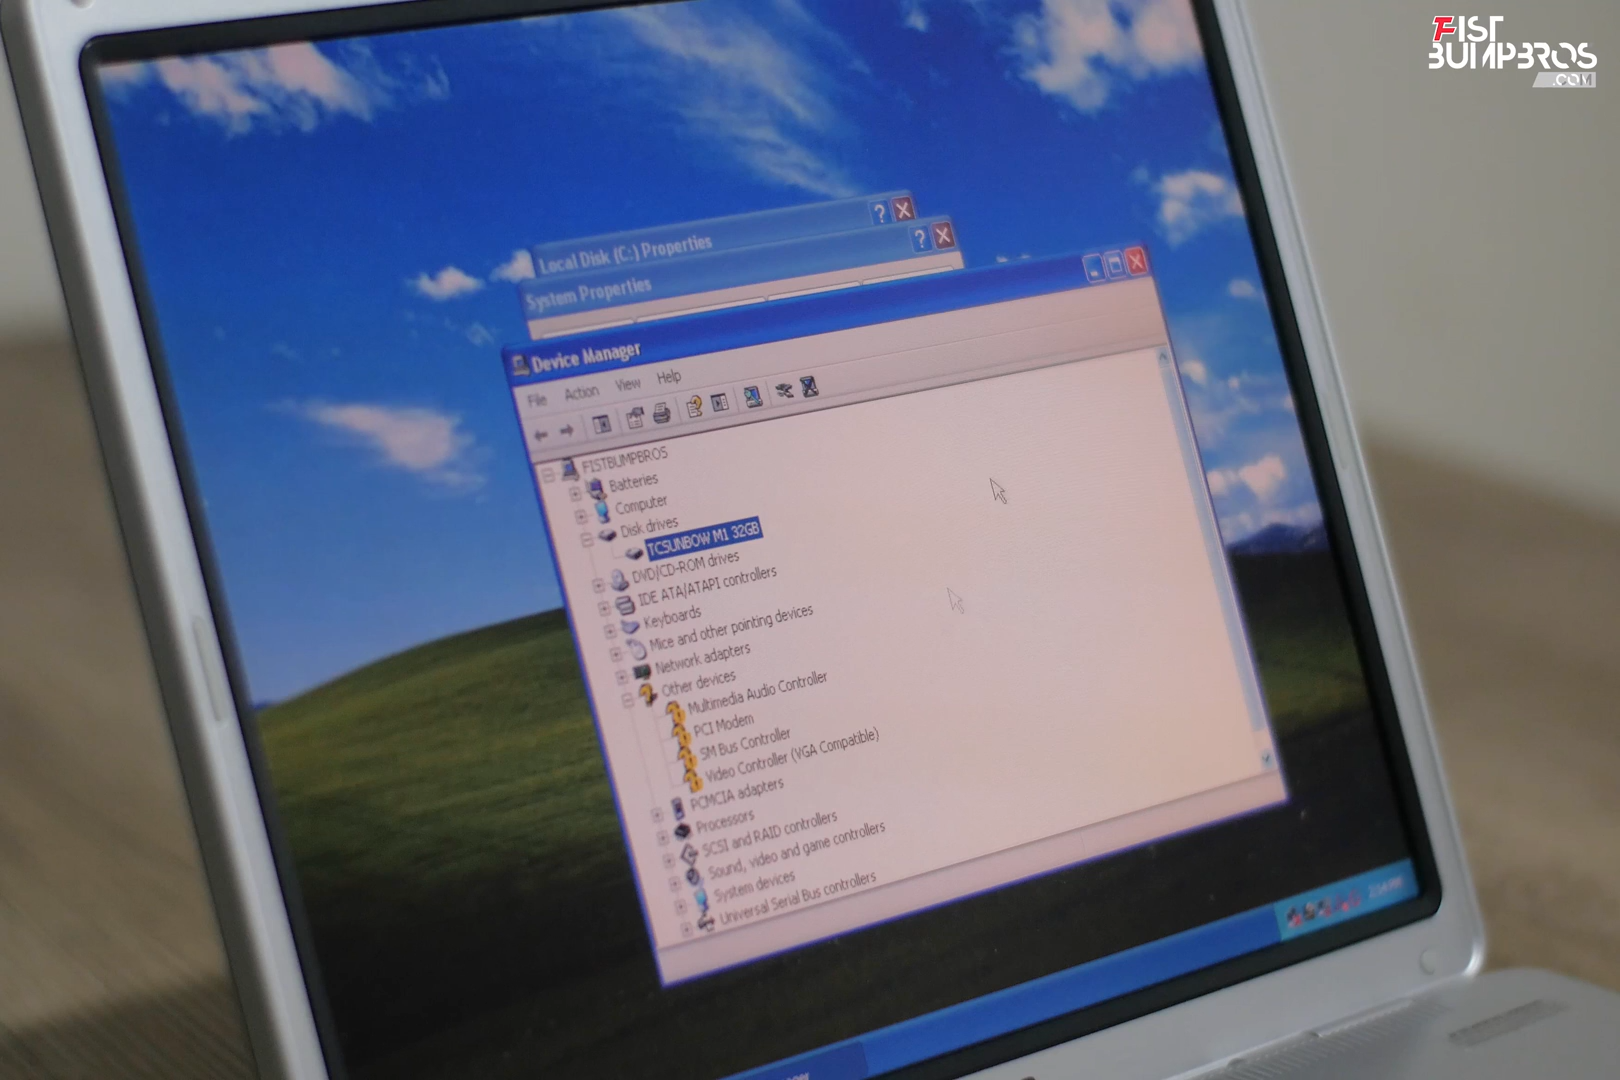 FIST
BUMPBROS
.COM
Local Disk (C:) Properties
System Properties
Device Manager
File Action View Help
FISTBUMPBROS
Batteries
Computer
Disk drives
TCSUNBOW M1 32GB
DVD/CD-ROM drives
IDE ATA/ATAPI controllers
Keyboards
Mice and other pointing devices
Network adapters
Other devices
Multimedia Audio Controller
PCI Modem
SM Bus Controller
Video Controller (VGA Compatible)
PCMCIA adapters
Processors
SCSI and RAID controllers
Sound, video and game controllers
System devices
Universal Serial Bus controllers